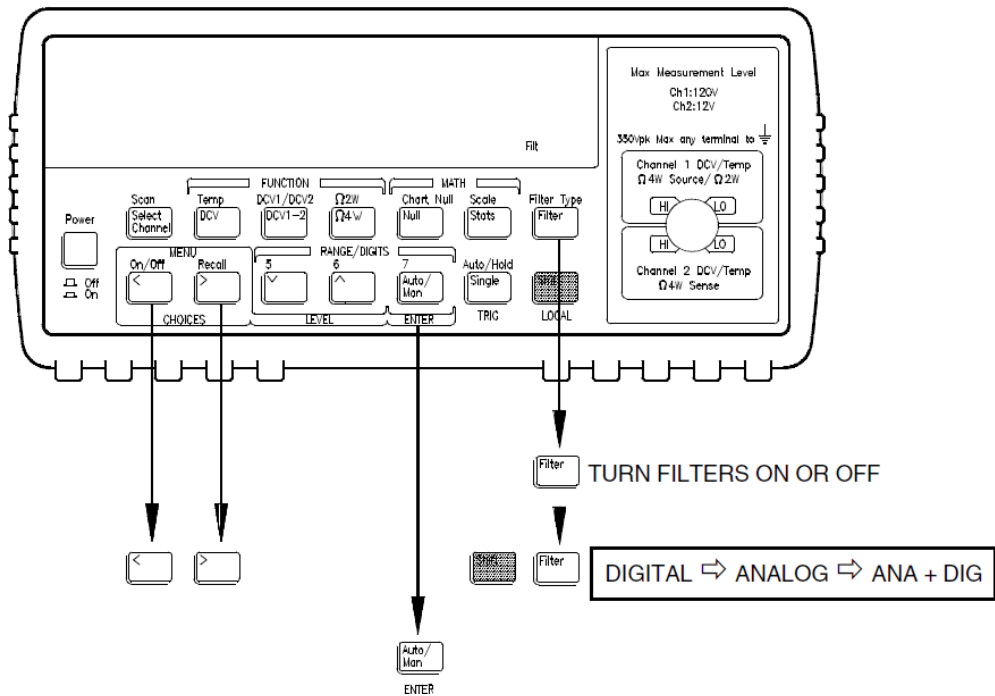 Max Measurement Level
Ch1:120V
Ch2:12V
350Vpk Max any terminal to
Filt
Channel 1 DCV/Temp
Ω4W Source/Ω2W
HI LO
HI LO
Channel 2 DCV/Temp
Ω4W Sense
FUNCTION MATH
Scan Temp DCV1/DCV2 Ω2W Chart Null Scale Filter Type
Power
Select Channel DCV DCV1-2 Ω4W Null Stats Filter
MENU RANGE/DIGITS
On/Off Recall 5 6 7 Auto/Hold
< > ∨ ∧ Auto/ Man Single Shift
Off
On
CHOICES LEVEL ENTER TRIG LOCAL
Filter TURN FILTERS ON OR OFF
< > Shift Filter DIGITAL ⇨ ANALOG ⇨ ANA + DIG
Auto/
Man
ENTER